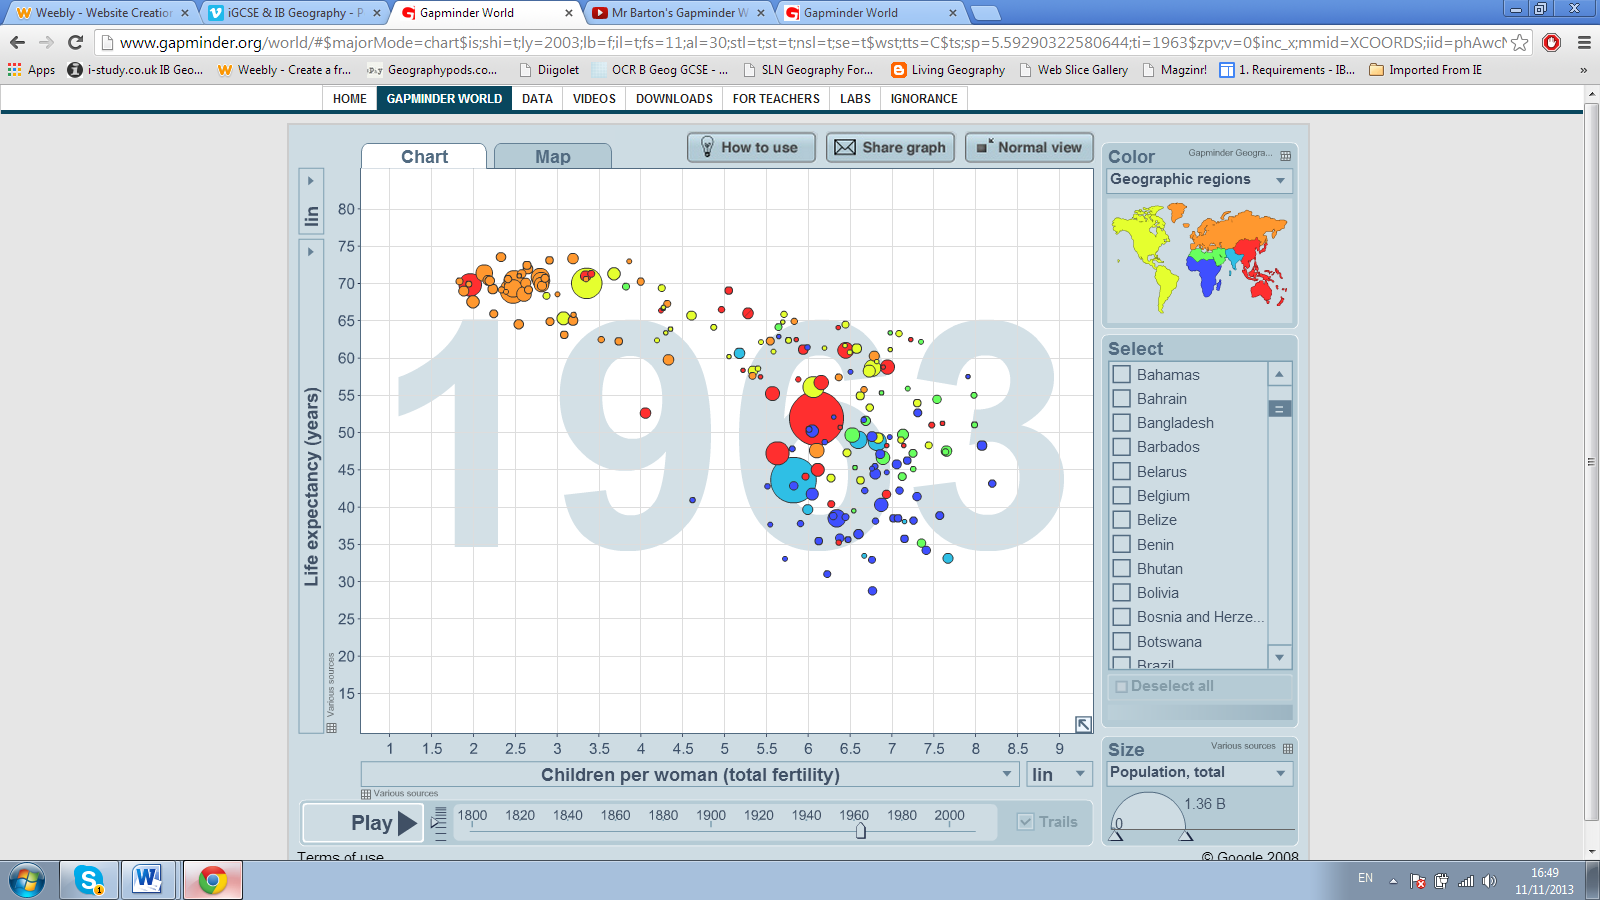 Weebly - Website Creation
iGCSE & IB Geography - P
Gapminder World
Mr Barton's Gapminder W
Gapminder World
www.gapminder.org/world/#$majorMode=chart$is;shi=t;ly=2003;lb=f;il=t;fs=11;al=30;stl=t;st=t;nsl=t;se=t$wst;tts=C$ts;sp=5.59290322580644;ti=1963$zpv;v=0$inc_x;mmid=XCOORDS;iid=phAwcN
Apps
i-study.co.uk IB Geo...
Weebly - Create a fr...
Geographypods.co...
Diigolet
OCR B Geog GCSE - ...
SLN Geography For...
Living Geography
Web Slice Gallery
Magzinr!
1. Requirements - IB...
Imported From IE
»
HOME
GAPMINDER WORLD
DATA
VIDEOS
DOWNLOADS
FOR TEACHERS
LABS
IGNORANCE
Chart
Map
How to use
Share graph
Normal view
lin
Life expectancy (years)
Various sources
80
75
70
65
60
55
50
45
40
35
30
25
20
15
1963
1 1.5 2 2.5 3 3.5 4 4.5 5 5.5 6 6.5 7 7.5 8 8.5 9
Children per woman (total fertility)
lin
Various sources
Play
1800 1820 1840 1860 1880 1900 1920 1940 1960 1980 2000
Trails
Color
Gapminder Geogra...
Geographic regions
Select
Bahamas
Bahrain
Bangladesh
Barbados
Belarus
Belgium
Belize
Benin
Bhutan
Bolivia
Bosnia and Herze...
Botswana
Brazil
Deselect all
Size
Various sources
Population, total
1.36 B
0
Terms of use
© Google 2008
EN
16:49
11/11/2013